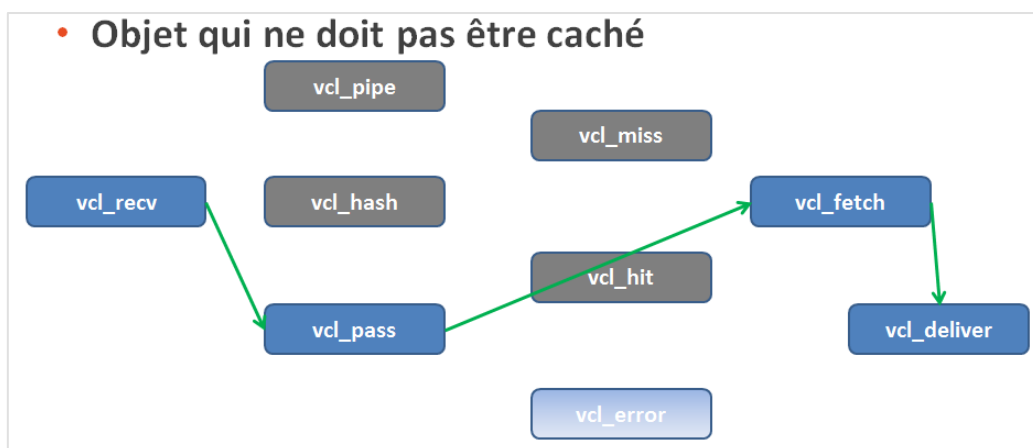 • Objet qui ne doit pas être caché
vcl_pipe
vcl_miss
vcl_recv
vcl_hash
vcl_fetch
vcl_hit
vcl_pass
vcl_deliver
vcl_error